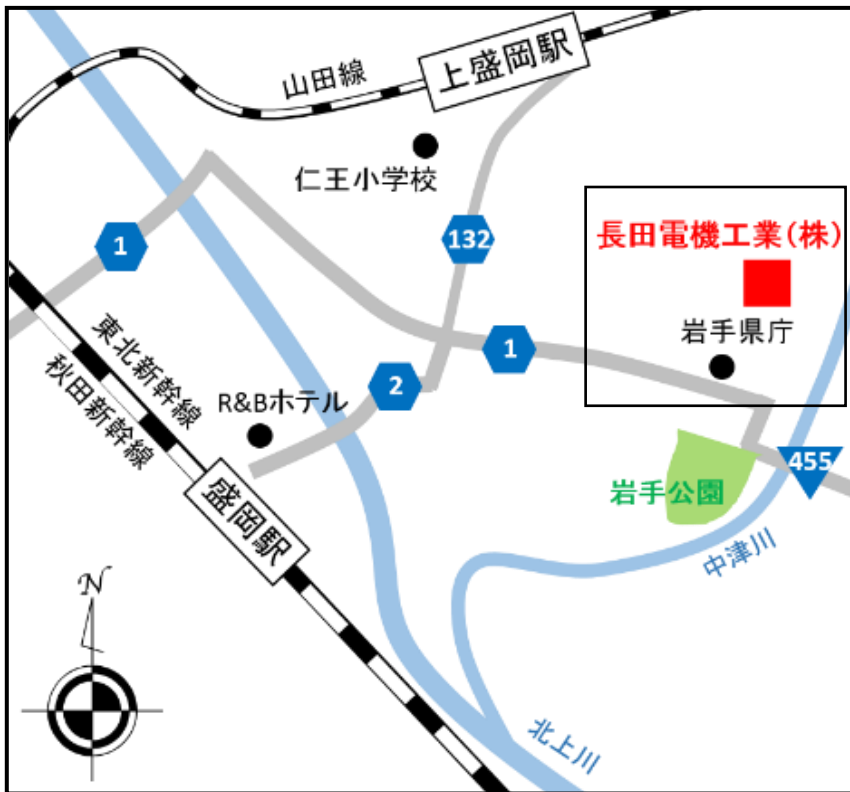 上盛岡駅
山田線
仁王小学校
132
1
長田電機工業(株)
岩手県庁
東北新幹線
秋田新幹線
1
2
R&Bホテル
455
岩手公園
盛岡駅
中津川
N
北上川